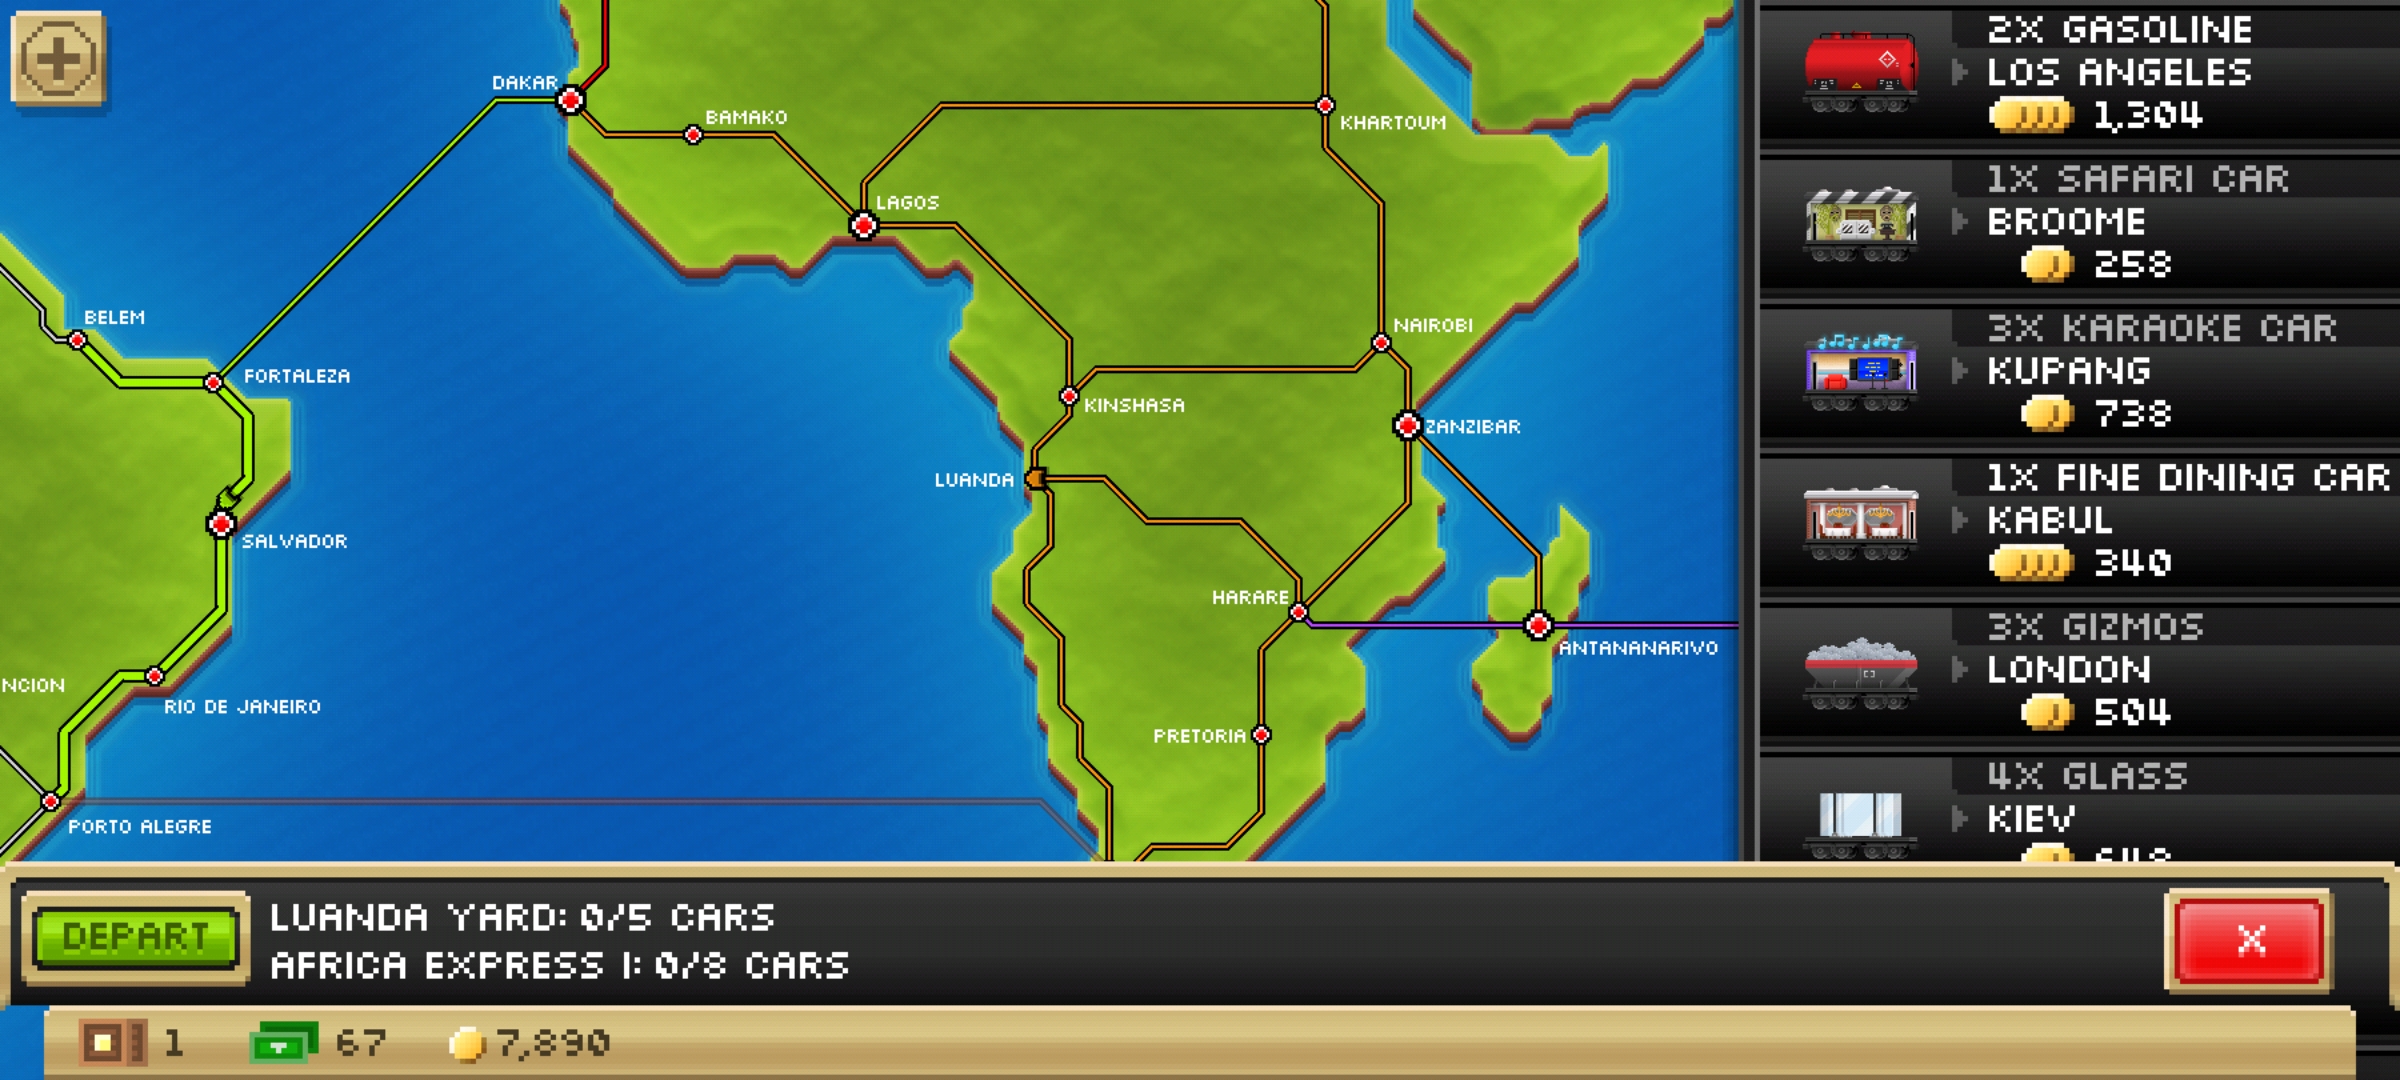 DAKAR
BAMAKO
KHARTOUM
LAGOS
BELEM
NAIROBI
FORTALEZA
KINSHASA
ZANZIBAR
LUANDA
SALVADOR
HARARE
ANTANANARIVO
NCION
RIO DE JANEIRO
PRETORIA
PORTO ALEGRE
2X GASOLINE
LOS ANGELES
1,304
1X SAFARI CAR
BROOME
258
3X KARAOKE CAR
KUPANG
738
1X FINE DINING CAR
KABUL
340
3X GIZMOS
LONDON
504
4X GLASS
KIEV
DEPART
LUANDA YARD: 0/5 CARS
AFRICA EXPRESS I: 0/8 CARS
X
1
67
7,890